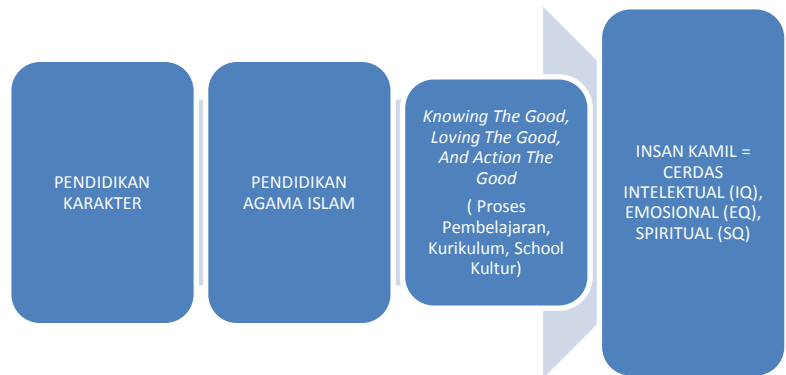 PENDIDIKAN
KARAKTER
PENDIDIKAN
AGAMA ISLAM
Knowing The Good,
Loving The Good,
And Action The
Good
( Proses
Pembelajaran,
Kurikulum, School
Kultur)
INSAN KAMIL =
CERDAS
INTELEKTUAL (IQ),
EMOSIONAL (EQ),
SPIRITUAL (SQ)